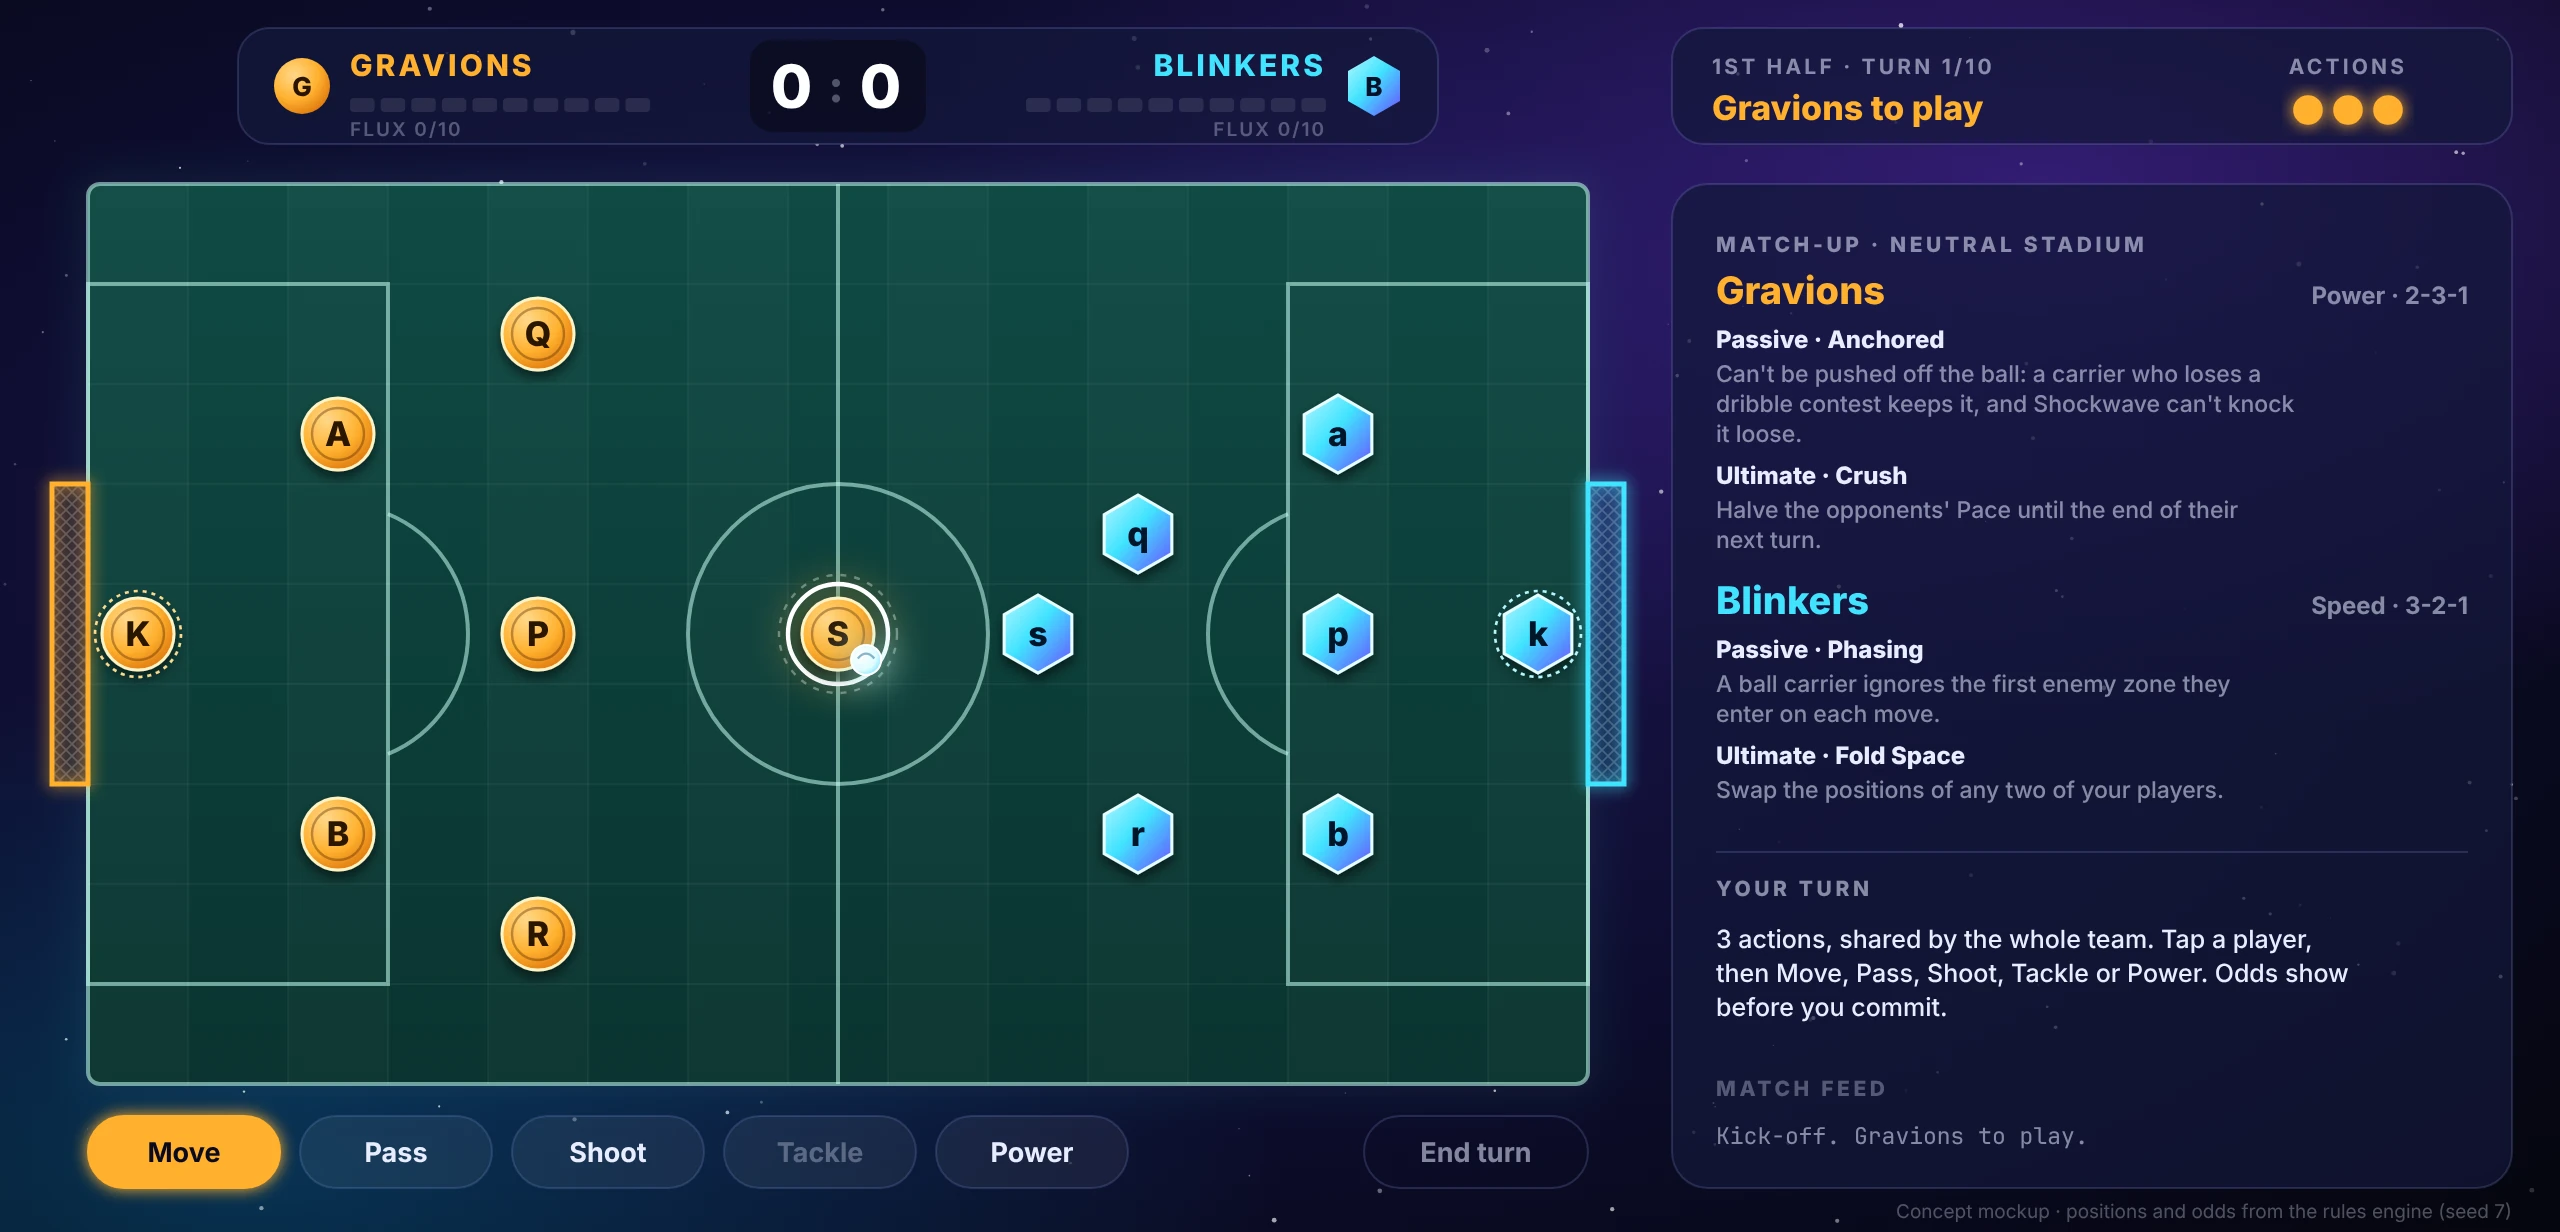 G
GRAVIONS
FLUX 0/10
0 : 0
BLINKERS
FLUX 0/10
B
1ST HALF · TURN 1/10
Gravions to play
ACTIONS
Q
A
a
q
K
P
S
s
p
k
B
r
b
R
Move
Pass
Shoot
Tackle
Power
End turn
MATCH-UP · NEUTRAL STADIUM
Gravions
Power · 2-3-1
Passive · Anchored
Can't be pushed off the ball: a carrier who loses a
dribble contest keeps it, and Shockwave can't knock
it loose.
Ultimate · Crush
Halve the opponents' Pace until the end of their
next turn.
Blinkers
Speed · 3-2-1
Passive · Phasing
A ball carrier ignores the first enemy zone they
enter on each move.
Ultimate · Fold Space
Swap the positions of any two of your players.
YOUR TURN
3 actions, shared by the whole team. Tap a player,
then Move, Pass, Shoot, Tackle or Power. Odds show
before you commit.
MATCH FEED
Kick-off. Gravions to play.
Concept mockup · positions and odds from the rules engine (seed 7)